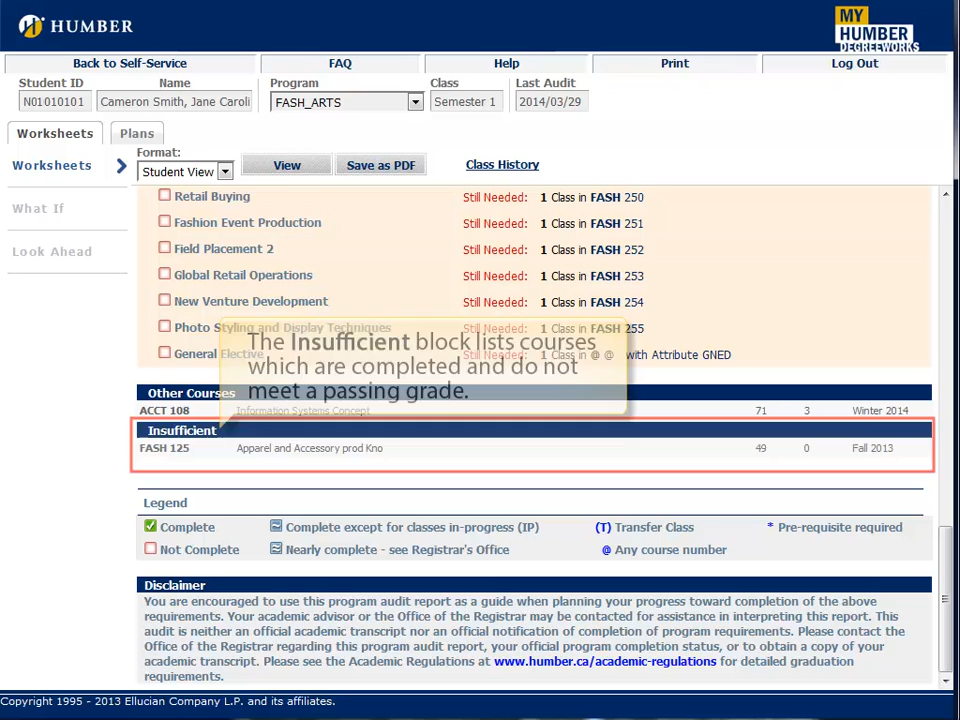 HUMBER
MY
HUMBER
DEGREEWORKS
Back to Self-Service FAQ Help Print Log Out
Student ID Name Program Class Last Audit
N01010101 Cameron Smith, Jane Caroli FASH_ARTS Semester 1 2014/03/29
Worksheets Plans
Format:
Worksheets Student View View Save as PDF Class History
What If
Look Ahead
Retail Buying Still Needed: 1 Class in FASH 250
Fashion Event Production Still Needed: 1 Class in FASH 251
Field Placement 2 Still Needed: 1 Class in FASH 252
Global Retail Operations Still Needed: 1 Class in FASH 253
New Venture Development Still Needed: 1 Class in FASH 254
Photo Styling and Display Techniques Still Needed: 1 Class in FASH 255
General Elective Still Needed: 1 Class in @ @ with Attribute GNED
The Insufficient block lists courses
which are completed and do not
meet a passing grade.
Other Courses
ACCT 108 Information Systems Concept 71 3 Winter 2014
Insufficient
FASH 125 Apparel and Accessory prod Kno 49 0 Fall 2013
Legend
Complete Complete except for classes in-progress (IP) (T) Transfer Class * Pre-requisite required
Not Complete Nearly complete - see Registrar's Office @ Any course number
Disclaimer
You are encouraged to use this program audit report as a guide when planning your progress toward completion of the above
requirements. Your academic advisor or the Office of the Registrar may be contacted for assistance in interpreting this report. This
audit is neither an official academic transcript nor an official notification of completion of program requirements. Please contact the
Office of the Registrar regarding this program audit report, your official program completion status, or to obtain a copy of your
academic transcript. Please see the Academic Regulations at www.humber.ca/academic-regulations for detailed graduation
requirements.
Copyright 1995 - 2013 Ellucian Company L.P. and its affiliates.